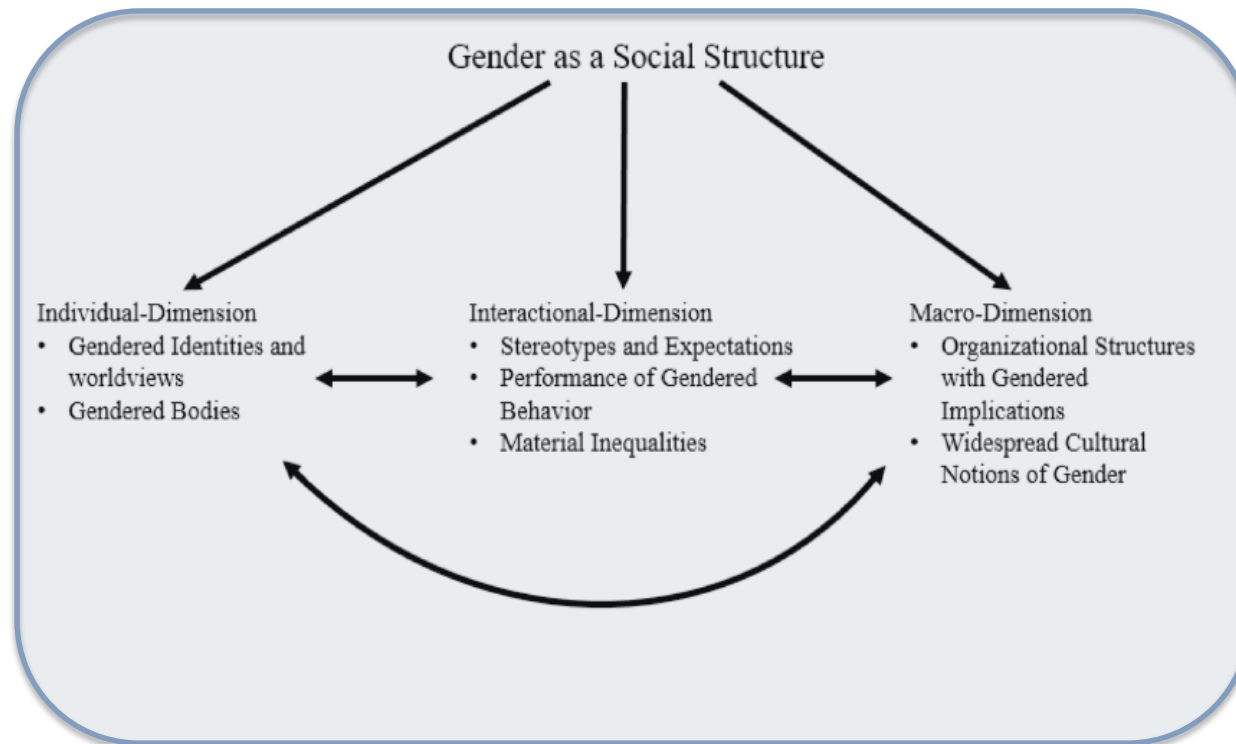 Gender as a Social Structure
Individual-Dimension
• Gendered Identities and
worldviews
• Gendered Bodies
Interactional-Dimension
• Stereotypes and Expectations
• Performance of Gendered
Behavior
• Material Inequalities
Macro-Dimension
• Organizational Structures
with Gendered
Implications
• Widespread Cultural
Notions of Gender